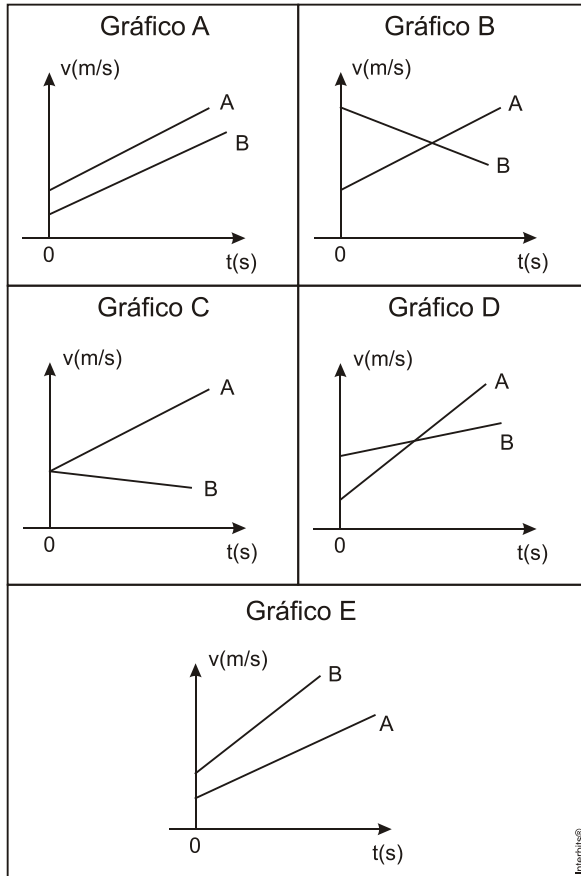 Gráfico A
v(m/s)
A
B
0
t(s)
Gráfico B
v(m/s)
A
B
0
t(s)
Gráfico C
v(m/s)
A
B
0
t(s)
Gráfico D
v(m/s)
A
B
0
t(s)
Gráfico E
v(m/s)
B
A
0
t(s)
Interbits®